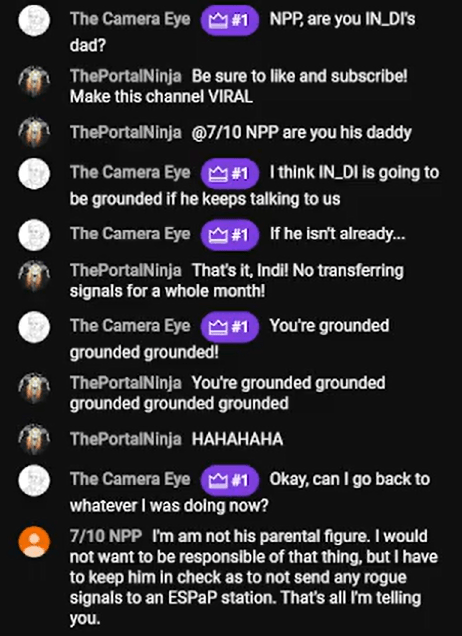 The Camera Eye #1 NPP, are you IN_DI's
dad?
ThePortalNinja Be sure to like and subscribe!
Make this channel VIRAL
ThePortalNinja @7/10 NPP are you his daddy
The Camera Eye #1 I think IN_DI is going to
be grounded if he keeps talking to us
The Camera Eye #1 If he isn't already...
ThePortalNinja That's it, Indi! No transferring
signals for a whole month!
The Camera Eye #1 You're grounded
grounded grounded!
ThePortalNinja You're grounded grounded
grounded grounded grounded
ThePortalNinja HAHAHAHA
The Camera Eye #1 Okay, can I go back to
whatever I was doing now?
7/10 NPP I'm am not his parental figure. I would
not want to be responsible of that thing, but I have
to keep him in check as to not send any rogue
signals to an ESPaP station. That's all I'm telling
you.